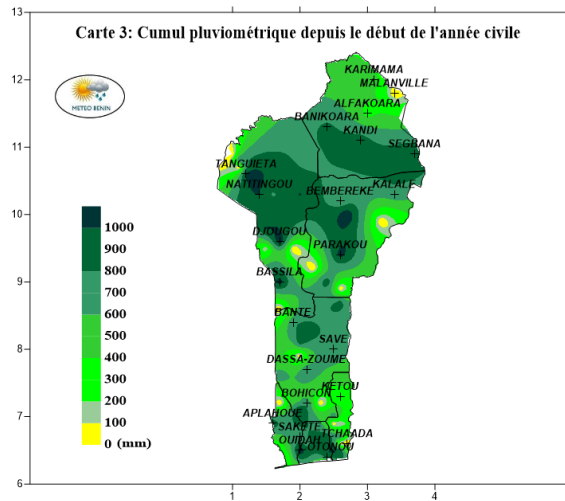 Carte 3: Cumul pluviométrique depuis le début de l'année civile
13
12
11
10
9
8
7
6
METEO BENIN
KARIMAMA
MALANVILLE
ALFAKOARA
BANIKOARA
KANDI
SEGBANA
TANGUIETA
NATITINGOU
BEMBEREKE
KALALE
DJOUGOU
PARAKOU
BASSILA
BANTE
SAVE
DASSA-ZOUME
KETOU
BOHICON
APLAHOUE
SAKETE
TCHAADA
OUIDAH
COTONOU
1000
900
800
700
600
500
400
300
200
100
0 (mm)
1 2 3 4